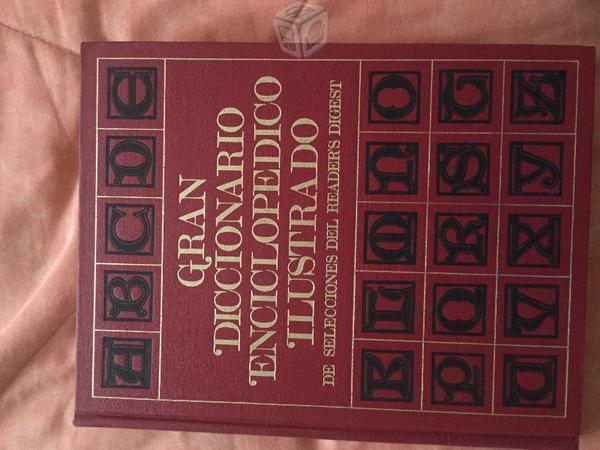 A B C D E
GRAN
DICCIONARIO
ENCICLOPEDICO
ILUSTRADO
DE SELECCIONES DEL READER'S DIGEST
K L M N O
P Q R S T
U V X Y Z